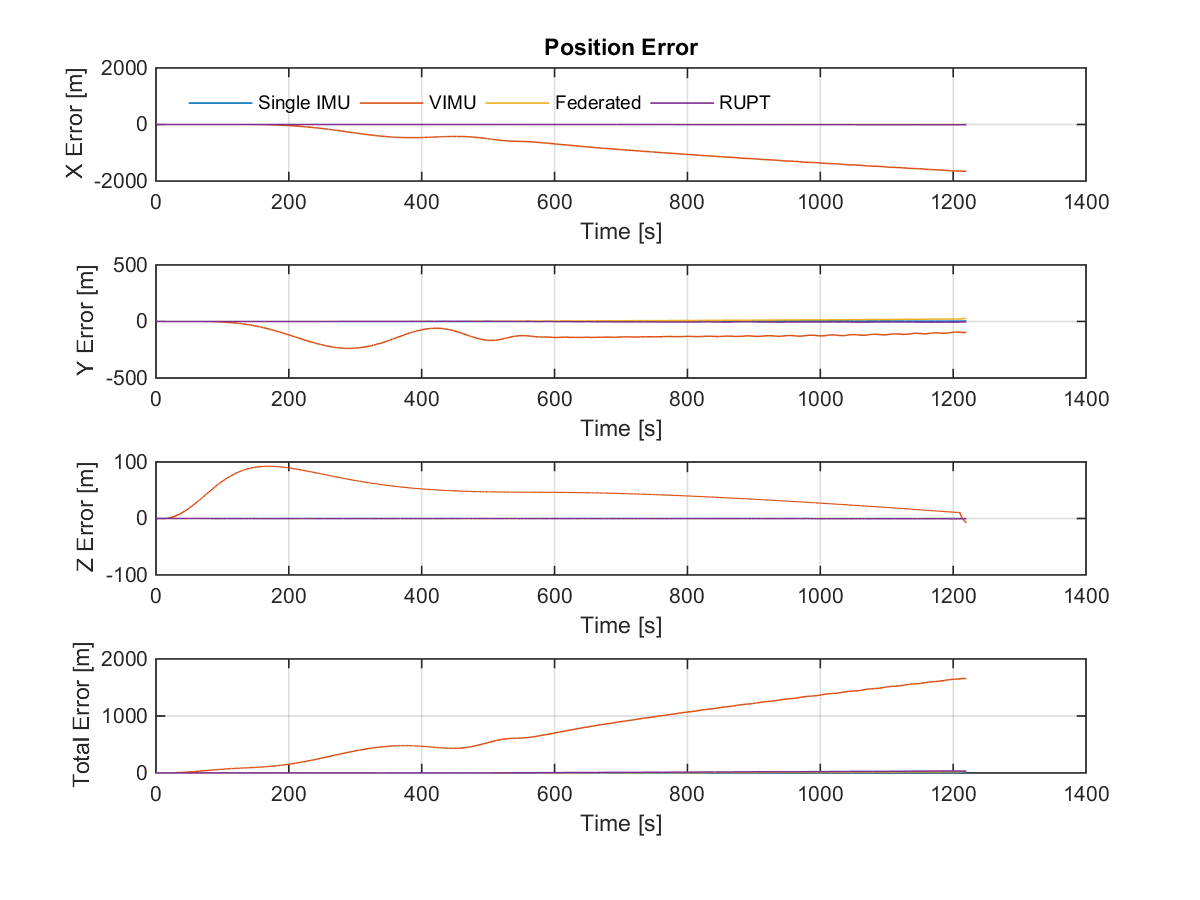 Position Error
2000
0
-2000
X Error [m]
Single IMU VIMU Federated RUPT
0 200 400 600 800 1000 1200 1400
Time [s]
500
0
-500
Y Error [m]
0 200 400 600 800 1000 1200 1400
Time [s]
100
0
-100
Z Error [m]
0 200 400 600 800 1000 1200 1400
Time [s]
2000
1000
0
Total Error [m]
0 200 400 600 800 1000 1200 1400
Time [s]